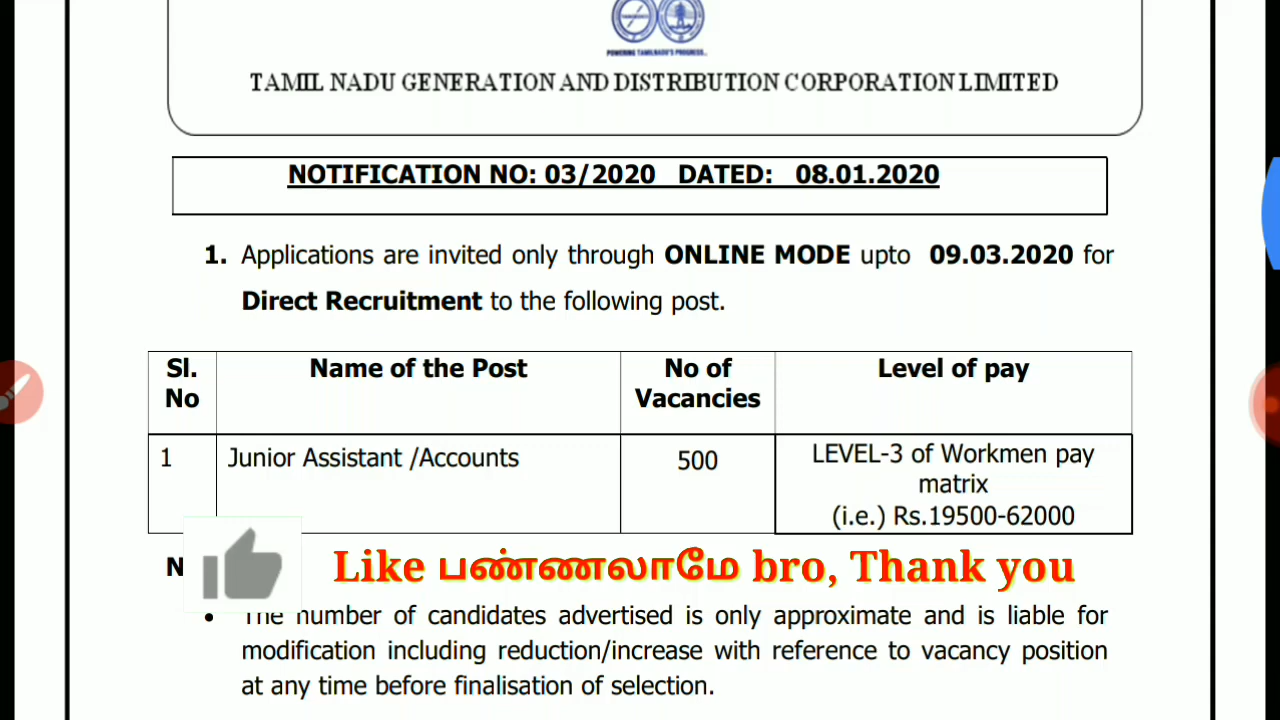 POWERING TAMILNADU'S PROGRESS..
TAMIL NADU GENERATION AND DISTRIBUTION CORPORATION LIMITED
NOTIFICATION NO: 03/2020 DATED: 08.01.2020
1. Applications are invited only through ONLINE MODE upto 09.03.2020 for
Direct Recruitment to the following post.
Sl. No
Name of the Post
No of Vacancies
Level of pay
1
Junior Assistant /Accounts
500
LEVEL-3 of Workmen pay
matrix
(i.e.) Rs.19500-62000
N
Like பண்ணலாமே bro, Thank you
• The number of candidates advertised is only approximate and is liable for
modification including reduction/increase with reference to vacancy position
at any time before finalisation of selection.